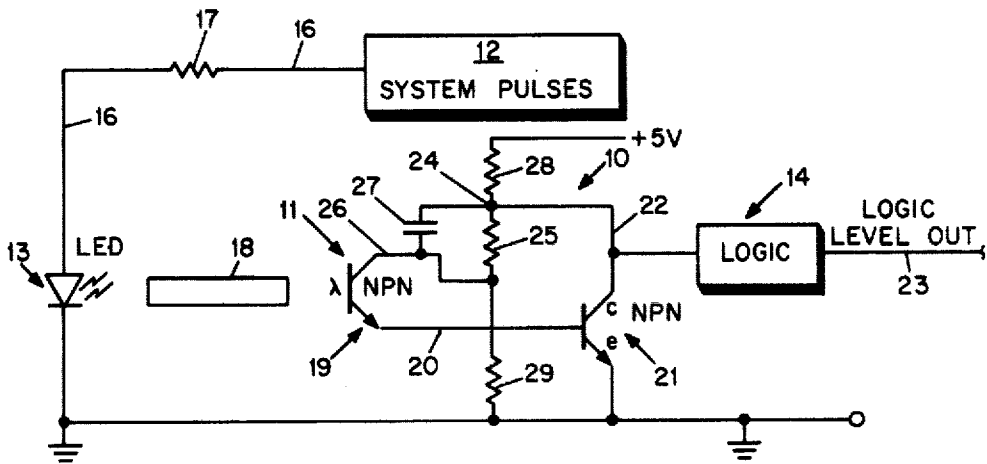 17
16
12
SYSTEM PULSES
16
+5V
24
28
10
27
22
14
11
26
25
LOGIC
LEVEL OUT
13
LED
18
LOGIC
23
λ NPN
c NPN
e
19
20
29
21